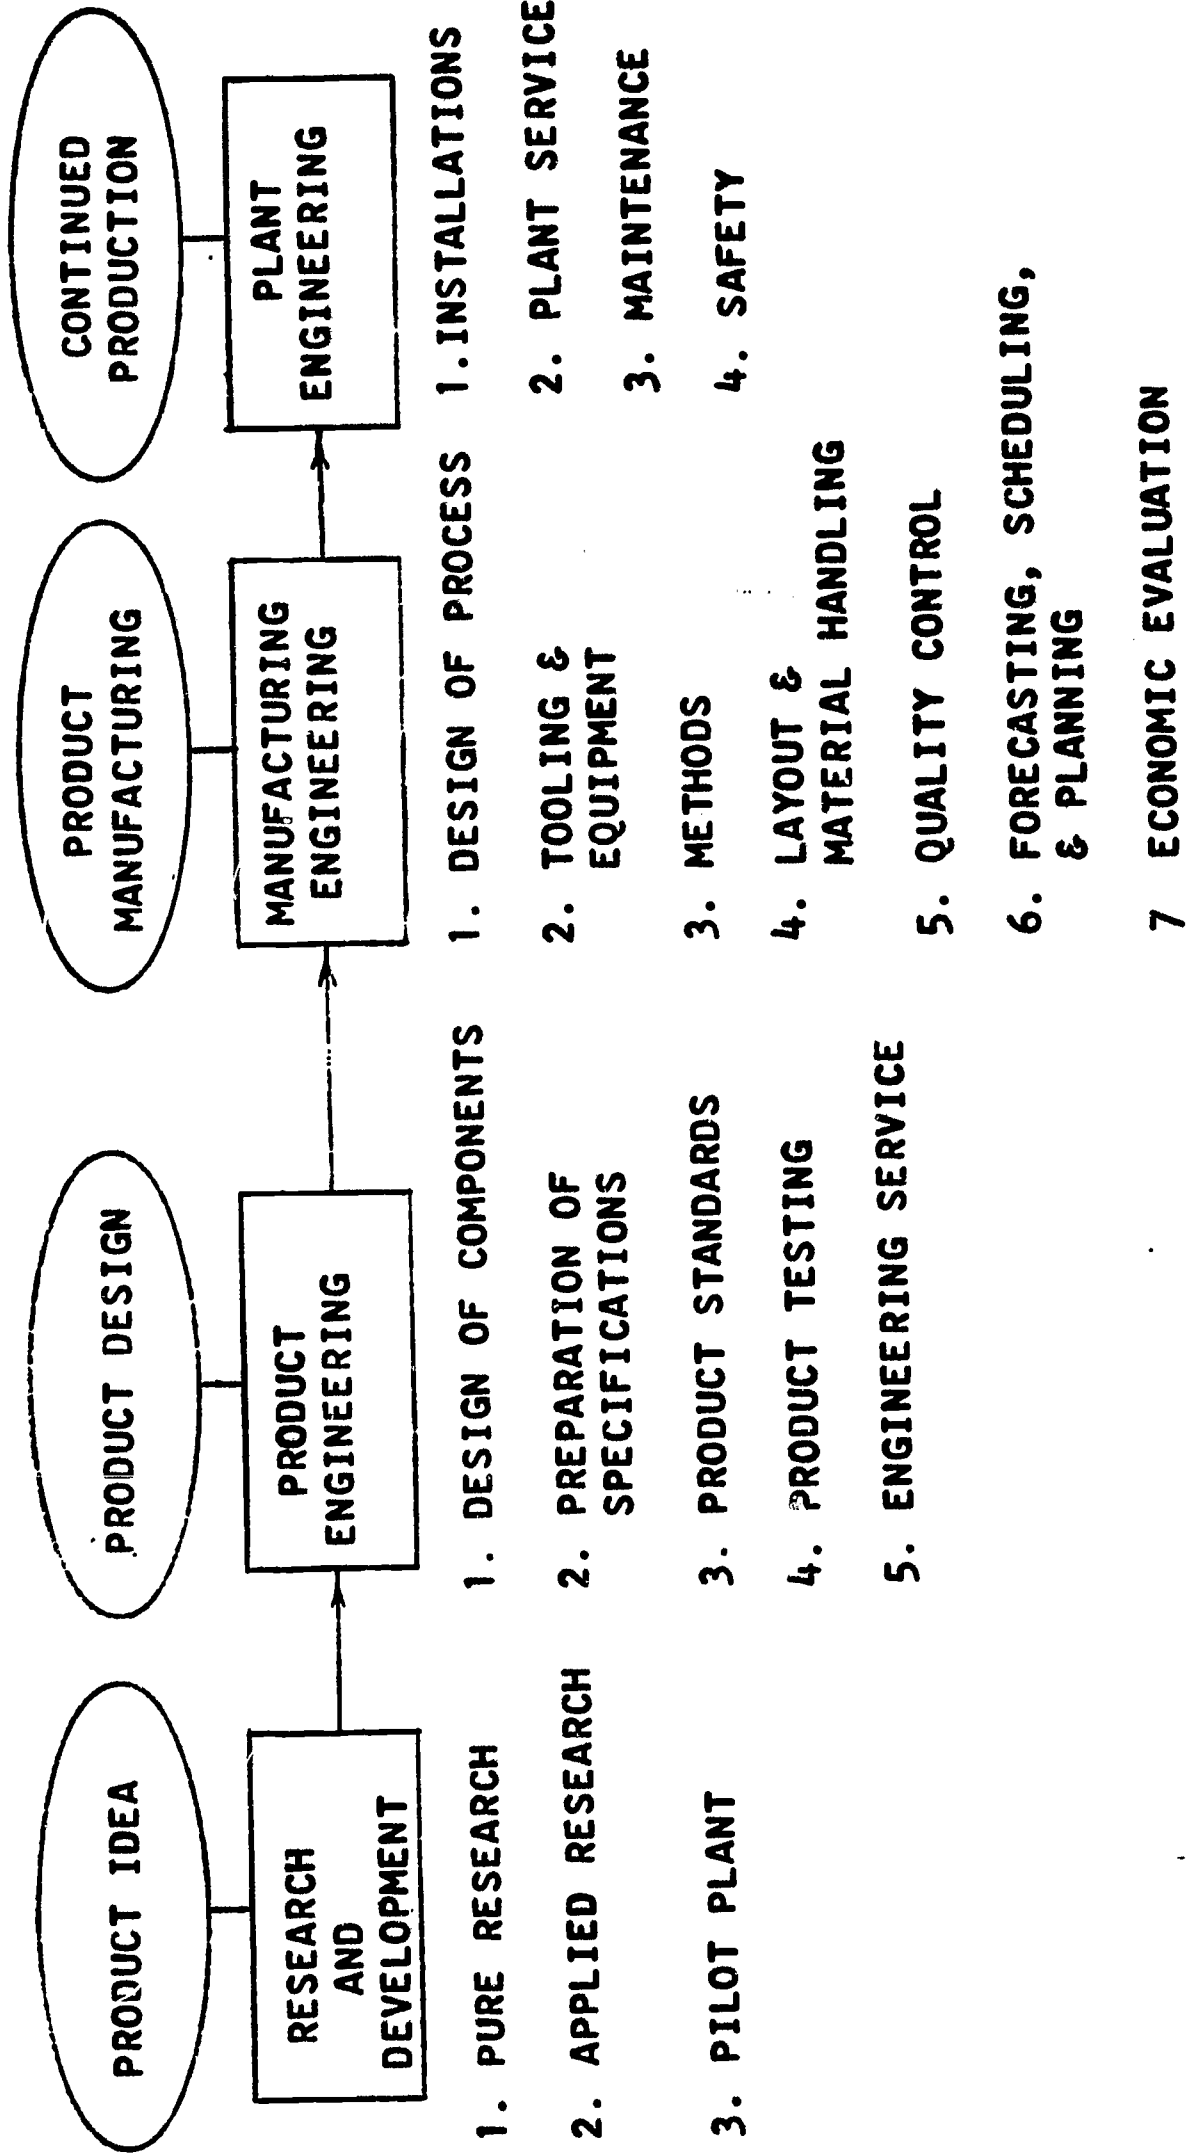 PRODUCT IDEA
RESEARCH
AND
DEVELOPMENT
1. PURE RESEARCH
2. APPLIED RESEARCH
3. PILOT PLANT
PRODUCT DESIGN
PRODUCT
ENGINEERING
1. DESIGN OF COMPONENTS
2. PREPARATION OF
SPECIFICATIONS
3. PRODUCT STANDARDS
4. PRODUCT TESTING
5. ENGINEERING SERVICE
PRODUCT
MANUFACTURING
MANUFACTURING
ENGINEERING
1. DESIGN OF PROCESS
2. TOOLING &
EQUIPMENT
3. METHODS
4. LAYOUT &
MATERIAL HANDLING
5. QUALITY CONTROL
6. FORECASTING, SCHEDULING,
& PLANNING
7 ECONOMIC EVALUATION
CONTINUED
PRODUCTION
PLANT
ENGINEERING
1.INSTALLATIONS
2. PLANT SERVICE
3. MAINTENANCE
4. SAFETY